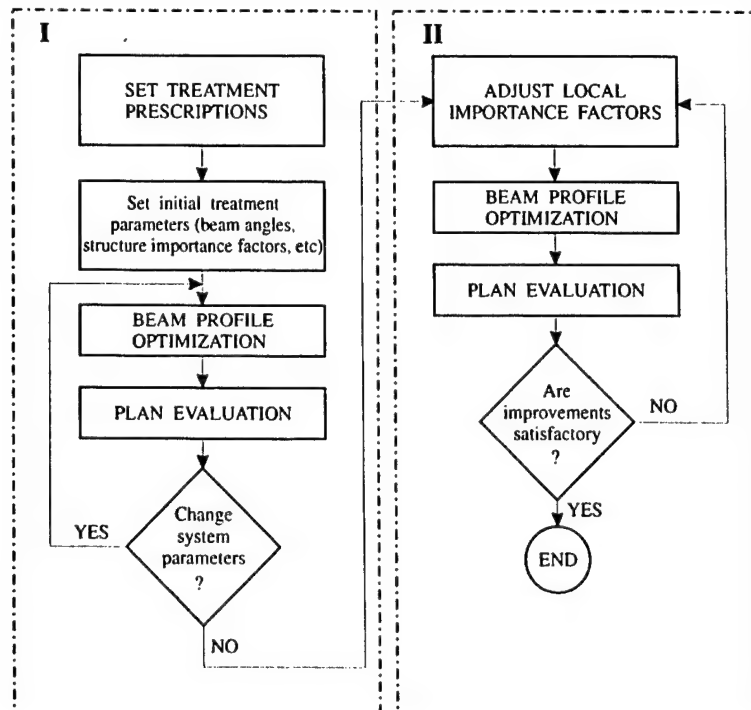 I
SET TREATMENT
PRESCRIPTIONS
Set initial treatment
parameters (beam angles,
structure importance factors, etc)
BEAM PROFILE
OPTIMIZATION
PLAN EVALUATION
Change
system
parameters
?
YES
NO
II
ADJUST LOCAL
IMPORTANCE FACTORS
BEAM PROFILE
OPTIMIZATION
PLAN EVALUATION
Are
improvements
satisfactory
?
NO
YES
END